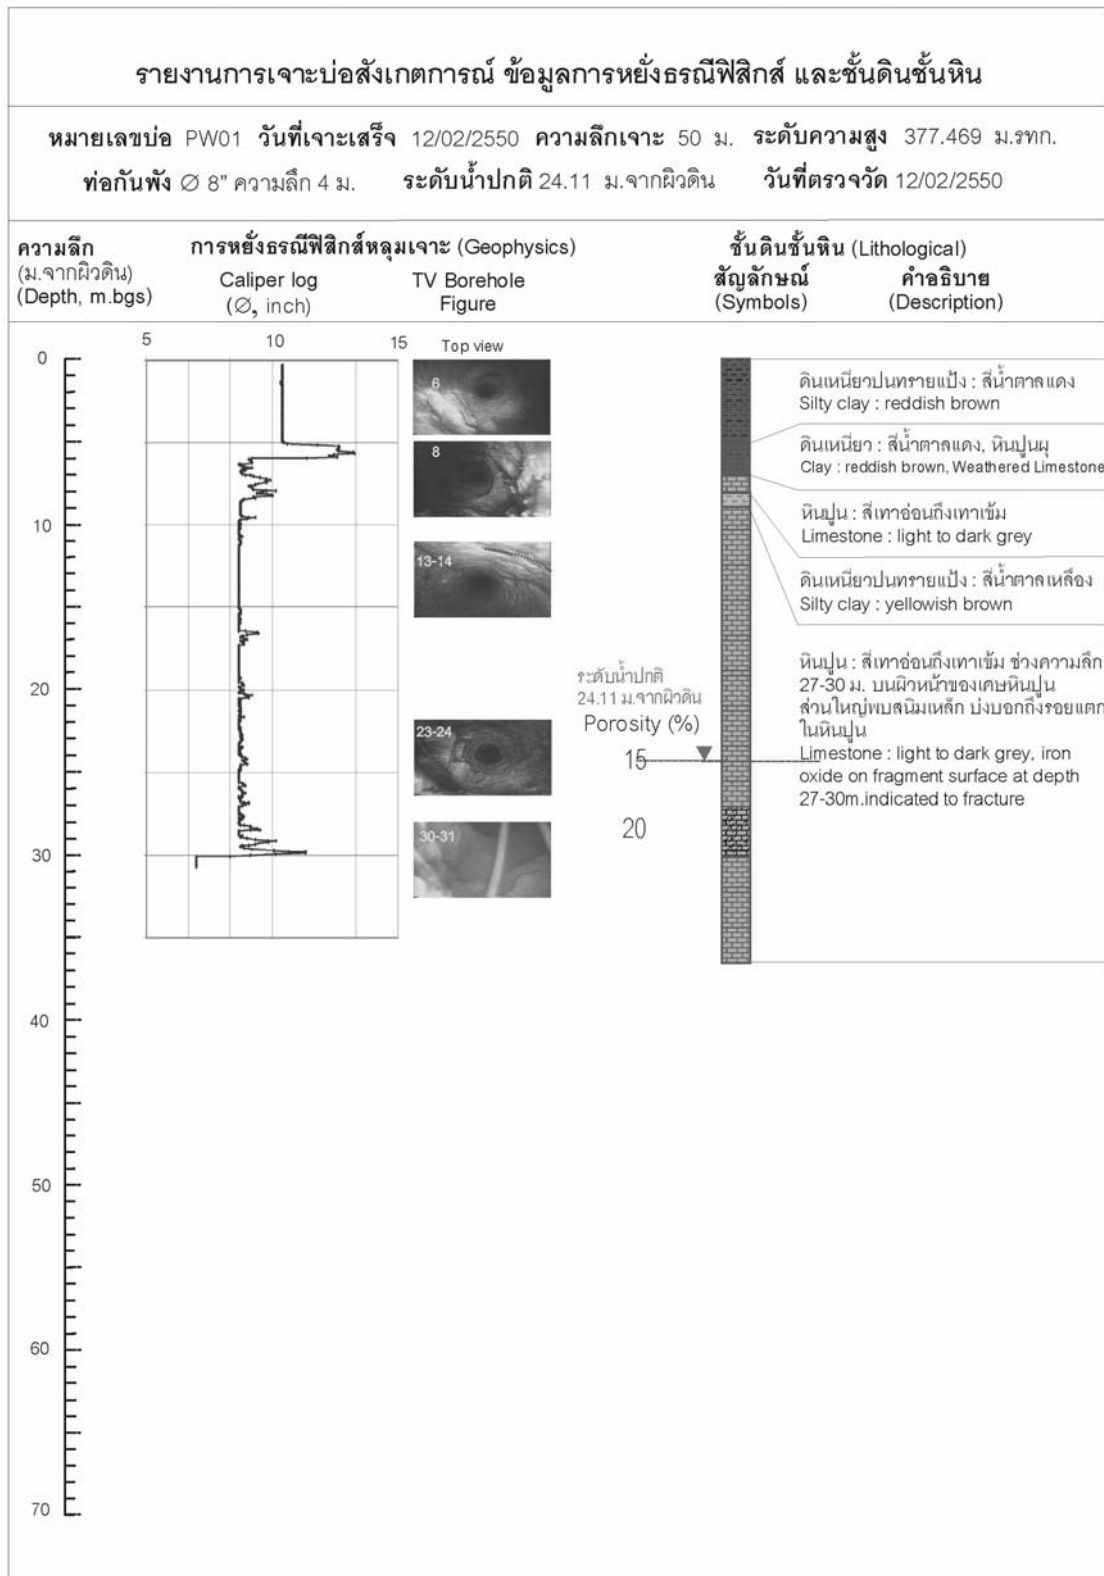 รายงานการเจาะบ่อสังเกตการณ์ ข้อมูลการหยั่งธรณีฟิสิกส์ และชั้นดินชั้นหิน
หมายเลขบ่อ PW01 วันที่เจาะเสร็จ 12/02/2550 ความลึกเจาะ 50 ม. ระดับความสูง 377.469 ม.รทก.
ท่อกันพัง Ø 8" ความลึก 4 ม. ระดับน้ำปกติ 24.11 ม.จากผิวดิน วันที่ตรวจวัด 12/02/2550
ความลึก
(ม.จากผิวดิน)
(Depth, m.bgs)
การหยั่งธรณีฟิสิกส์หลุมเจาะ (Geophysics)
Caliper log
(Ø, inch)
TV Borehole
Figure
ชั้นดินชั้นหิน (Lithological)
สัญลักษณ์
(Symbols)
คำอธิบาย
(Description)
5 10 15
Top view
0
10
20
30
40
50
60
70
6
8
13-14
23-24
30-31
ระดับน้ำปกติ
24.11 ม.จากผิวดิน
Porosity (%)
15
20
ดินเหนียวปนทรายแป้ง : สีน้ำตาลแดง
Silty clay : reddish brown
ดินเหนียว : สีน้ำตาลแดง, หินปูนผุ
Clay : reddish brown, Weathered Limestone
หินปูน : สีเทาอ่อนถึงเทาเข้ม
Limestone : light to dark grey
ดินเหนียวปนทรายแป้ง : สีน้ำตาลเหลือง
Silty clay : yellowish brown
หินปูน : สีเทาอ่อนถึงเทาเข้ม ช่วงความลึก
27-30 ม. บนผิวหน้าของเศษหินปูน
ส่วนใหญ่พบสนิมเหล็ก บ่งบอกถึงรอยแตก
ในหินปูน
Limestone : light to dark grey, iron
oxide on fragment surface at depth
27-30m.indicated to fracture